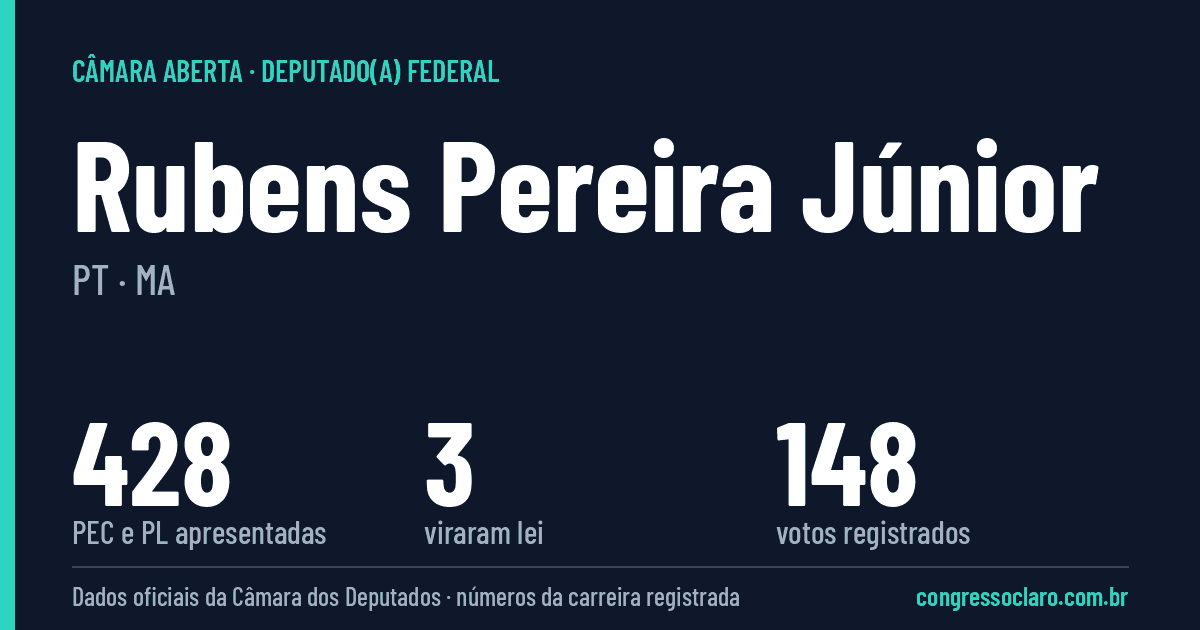 CÂMARA ABERTA · DEPUTADO(A) FEDERAL
Rubens Pereira Júnior
PT · MA
428 3 148
PEC e PL apresentadas viraram lei votos registrados
Dados oficiais da Câmara dos Deputados · números da carreira registrada congressoclaro.com.br